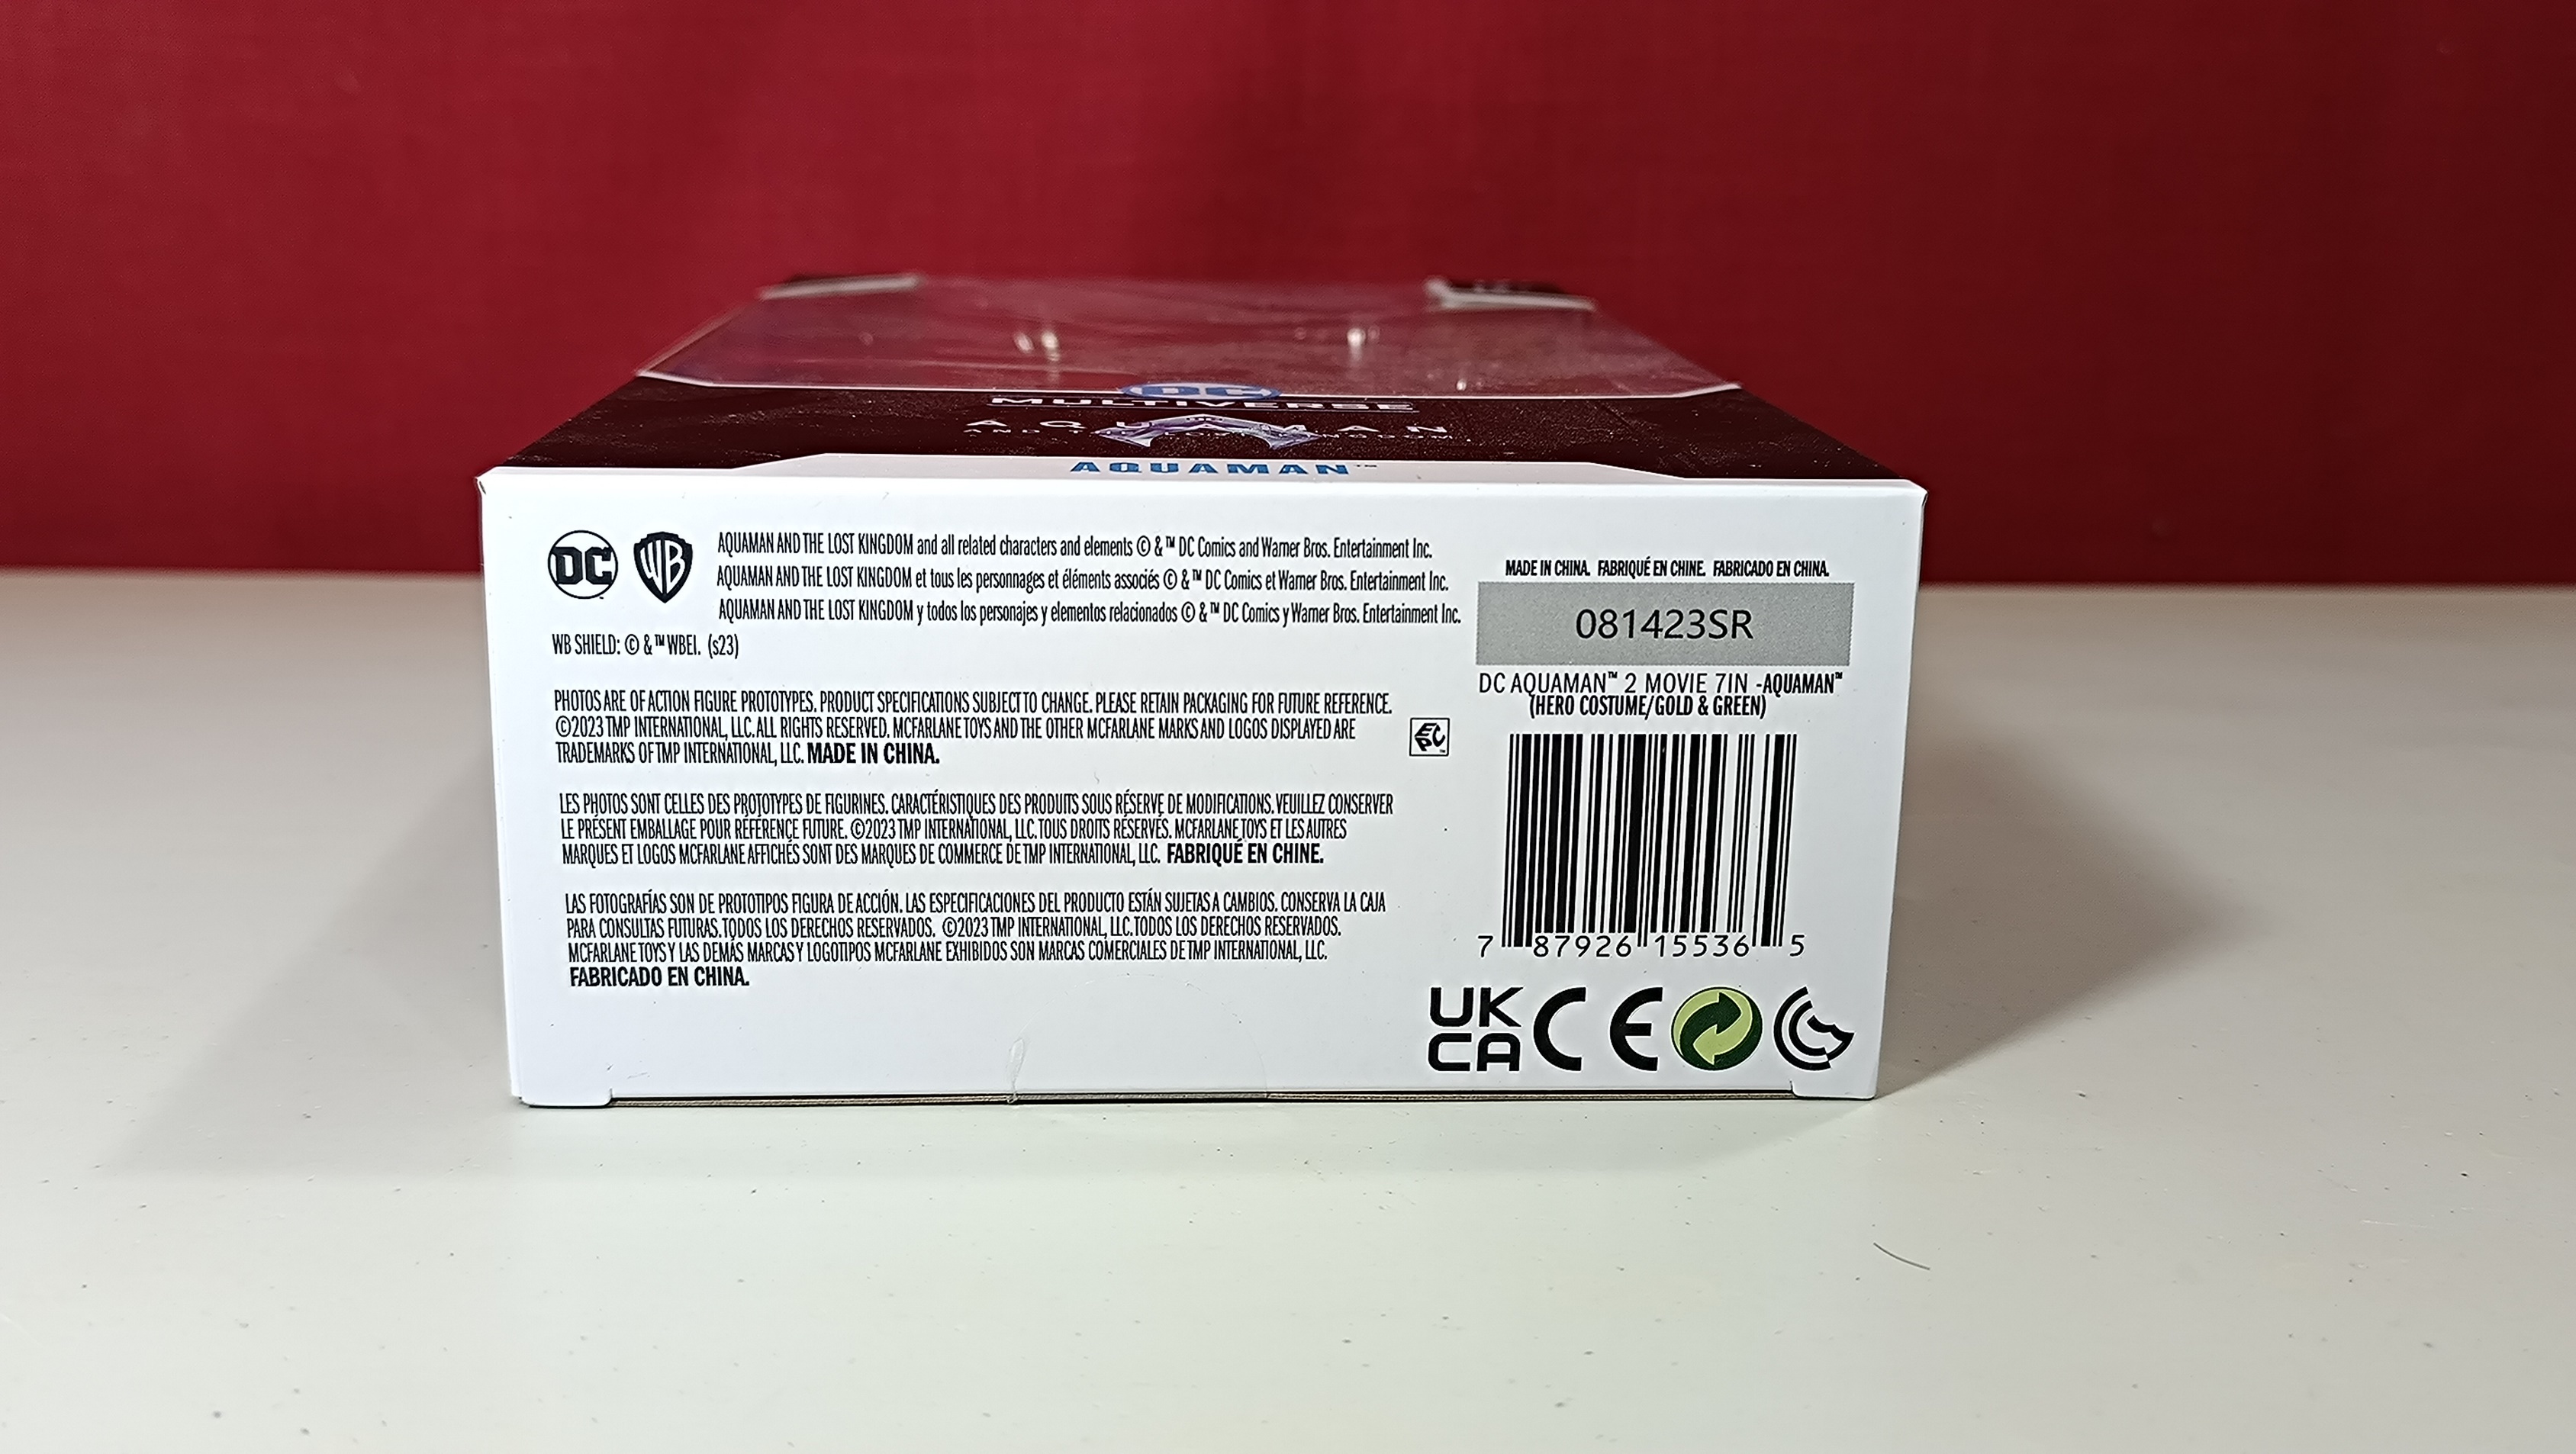 DC
MULTIVERSE
AQUAMAN
AQUAMAN™
DC WB
AQUAMAN AND THE LOST KINGDOM and all related characters and elements © & ™ DC Comics and Warner Bros. Entertainment Inc.
AQUAMAN AND THE LOST KINGDOM et tous les personnages et éléments associés © & ™ DC Comics et Warner Bros. Entertainment Inc.
AQUAMAN AND THE LOST KINGDOM y todos los personajes y elementos relacionados © & ™ DC Comics y Warner Bros. Entertainment Inc.
WB SHIELD: © & ™ WBEI. (s23)
PHOTOS ARE OF ACTION FIGURE PROTOTYPES. PRODUCT SPECIFICATIONS SUBJECT TO CHANGE. PLEASE RETAIN PACKAGING FOR FUTURE REFERENCE.
©2023 TMP INTERNATIONAL, LLC. ALL RIGHTS RESERVED. MCFARLANE TOYS AND THE OTHER MCFARLANE MARKS AND LOGOS DISPLAYED ARE
TRADEMARKS OF TMP INTERNATIONAL, LLC. MADE IN CHINA.
EPC
LES PHOTOS SONT CELLES DES PROTOTYPES DE FIGURINES. CARACTÉRISTIQUES DES PRODUITS SOUS RÉSERVE DE MODIFICATIONS. VEUILLEZ CONSERVER
LE PRÉSENT EMBALLAGE POUR RÉFÉRENCE FUTURE. ©2023 TMP INTERNATIONAL, LLC. TOUS DROITS RÉSERVÉS. MCFARLANE TOYS ET LES AUTRES
MARQUES ET LOGOS MCFARLANE AFFICHÉS SONT DES MARQUES DE COMMERCE DE TMP INTERNATIONAL, LLC. FABRIQUÉ EN CHINE.
LAS FOTOGRAFÍAS SON DE PROTOTIPOS FIGURA DE ACCIÓN. LAS ESPECIFICACIONES DEL PRODUCTO ESTÁN SUJETAS A CAMBIOS. CONSERVA LA CAJA
PARA CONSULTAS FUTURAS. TODOS LOS DERECHOS RESERVADOS. ©2023 TMP INTERNATIONAL, LLC. TODOS LOS DERECHOS RESERVADOS.
MCFARLANE TOYS Y LAS DEMÁS MARCAS Y LOGOTIPOS MCFARLANE EXHIBIDOS SON MARCAS COMERCIALES DE TMP INTERNATIONAL, LLC.
FABRICADO EN CHINA.
MADE IN CHINA. FABRIQUÉ EN CHINE. FABRICADO EN CHINA.
081423SR
DC AQUAMAN™ 2 MOVIE 7IN -AQUAMAN™
(HERO COSTUME/GOLD & GREEN)
7 87926 15536 5
UK
CA
CE